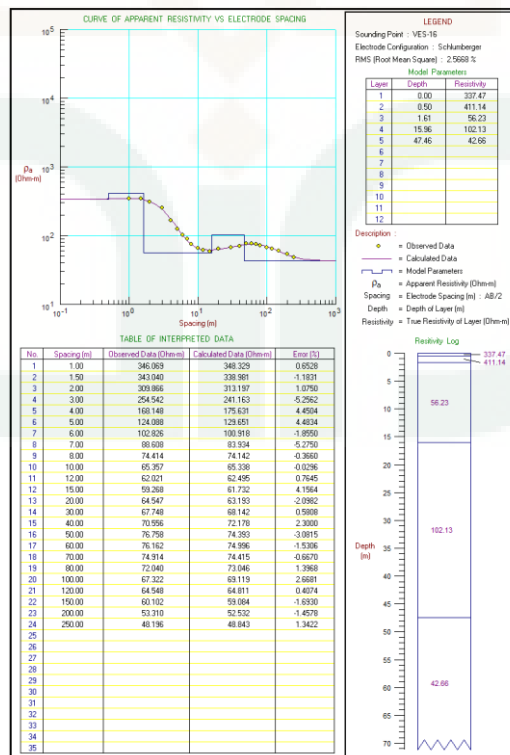 CURVE OF APPARENT RESISTIVITY VS ELECTRODE SPACING
10^5
10^4
10^3
ρa
(Ohm-m)
10^2
10^1
10^-1 10^0 10^1 10^2 10^3
Spacing (m)
TABLE OF INTERPRETED DATA
No. Spacing (m) Observed Data (Ohm-m) Calculated Data (Ohm-m) Error (%)
1 1.00 346.069 348.329 0.6528
2 1.50 343.040 338.981 -1.1831
3 2.00 309.866 313.197 1.0750
4 3.00 254.542 241.163 -5.2562
5 4.00 168.148 175.631 4.4504
6 5.00 124.088 129.651 4.4834
7 6.00 102.826 100.918 -1.8550
8 7.00 88.608 83.934 -5.2750
9 8.00 74.414 74.142 -0.3660
10 10.00 65.357 65.338 -0.0296
11 12.00 62.021 62.495 0.7645
12 15.00 59.268 61.732 4.1564
13 20.00 64.547 63.193 -2.0982
14 30.00 67.748 68.142 0.5808
15 40.00 70.556 72.178 2.3000
16 50.00 76.758 74.393 -3.0815
17 60.00 76.162 74.996 -1.5306
18 70.00 74.914 74.415 -0.6670
19 80.00 72.040 73.046 1.3968
20 100.00 67.322 69.119 2.6681
21 120.00 64.548 64.811 0.4074
22 150.00 60.102 59.084 -1.6930
23 200.00 53.310 52.532 -1.4578
24 250.00 48.196 48.843 1.3422
25
26
27
28
29
30
31
32
33
34
35
LEGEND
Sounding Point : VES-16
Electrode Configuration : Schlumberger
RMS (Root Mean Square) : 2.5668 %
Model Parameters
Layer Depth Resistivity
1 0.00 337.47
2 0.50 411.14
3 1.61 56.23
4 15.96 102.13
5 47.46 42.66
6
7
8
9
10
11
12
Description :
= Observed Data
= Calculated Data
= Model Parameters
ρa = Apparent Resistivity (Ohm-m)
Spacing = Electrode Spacing (m) : AB/2
Depth = Depth of Layer (m)
Resistivity = True Resistivity of Layer (Ohm-m)
Resitivity Log
0
337.47
411.14
5
56.23
10
15
20
25
102.13
30
35
Depth
(m)
40
45
50
55
60
42.66
65
70